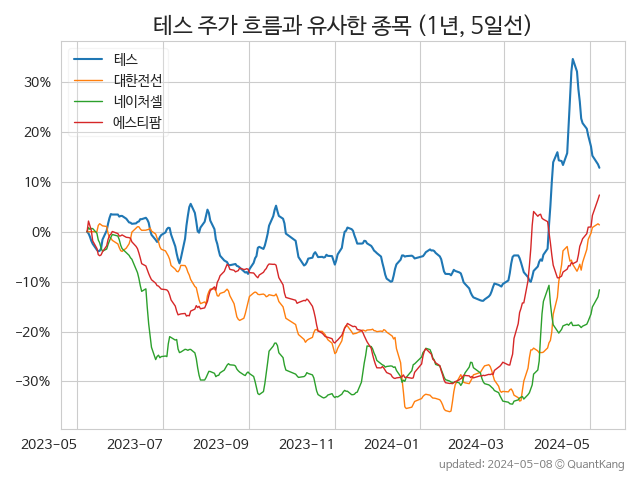 테스 주가 흐름과 유사한 종목 (1년, 5일선)
테스
대한전선
네이처셀
에스티팜
30%
20%
10%
0%
−10%
−20%
−30%
2023-05 2023-07 2023-09 2023-11 2024-01 2024-03 2024-05
updated: 2024-05-08 © QuantKang